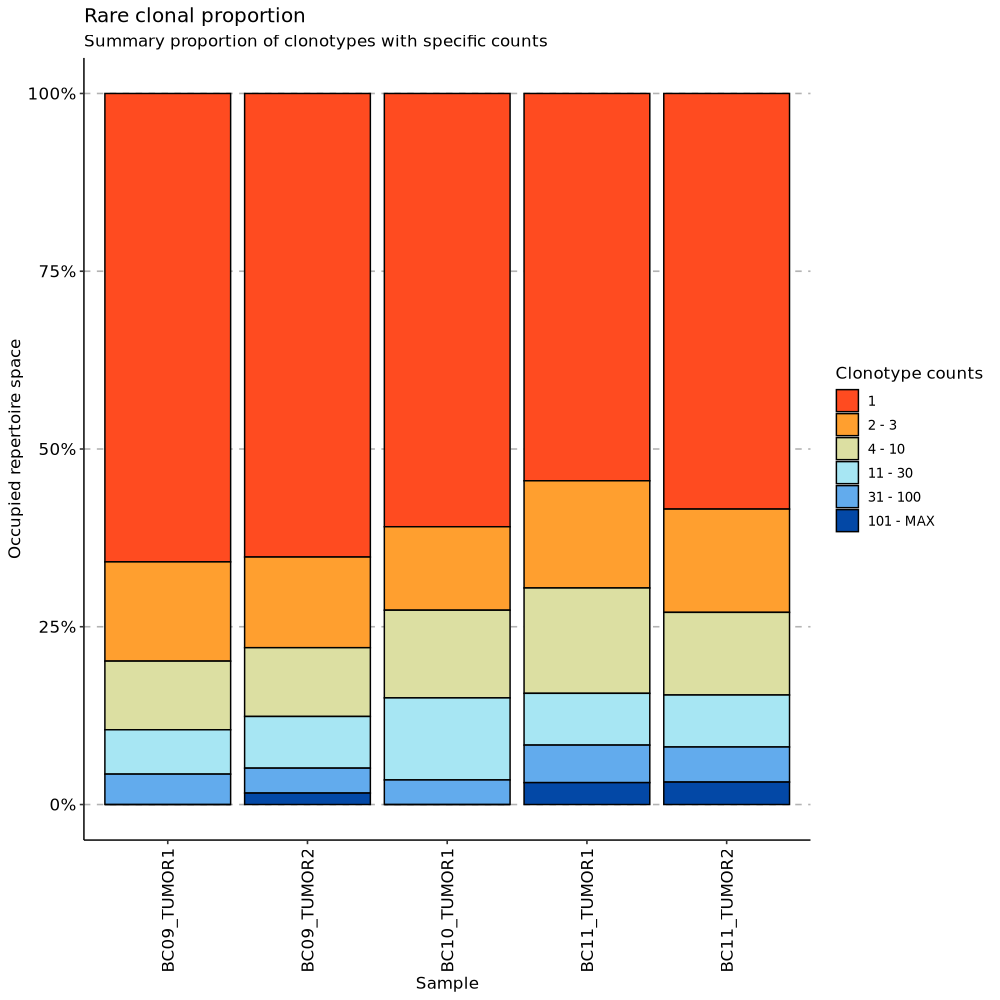 Rare clonal proportion
Summary proportion of clonotypes with specific counts
100%
75%
50%
25%
0%
Occupied repertoire space
BC09_TUMOR1
BC09_TUMOR2
BC10_TUMOR1
BC11_TUMOR1
BC11_TUMOR2
Sample
Clonotype counts
1
2 - 3
4 - 10
11 - 30
31 - 100
101 - MAX